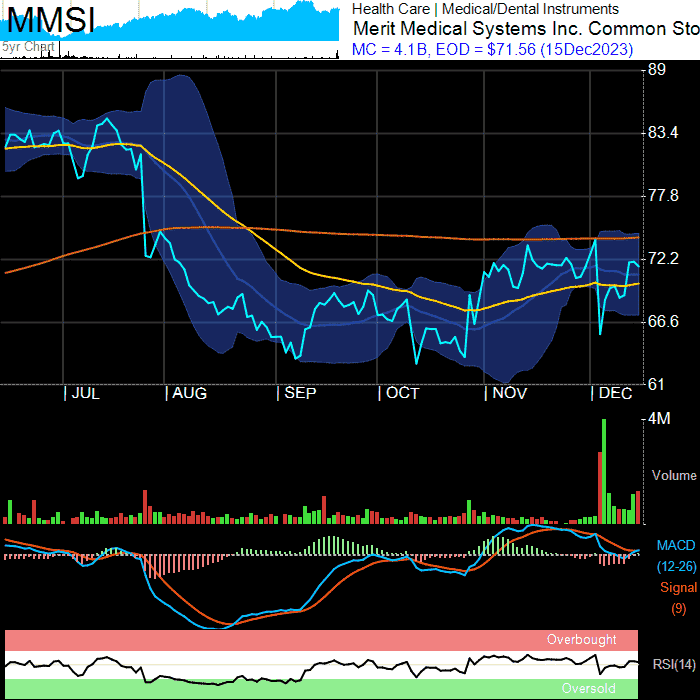 MMSI
5yr Chart
Health Care | Medical/Dental Instruments
Merit Medical Systems Inc. Common Sto
MC = 4.1B, EOD = $71.56 (15Dec2023)
89
83.4
77.8
72.2
66.6
61
JUL AUG SEP OCT NOV DEC
4M
Volume
MACD
(12-26)
Signal
(9)
Overbought
RSI(14)
Oversold